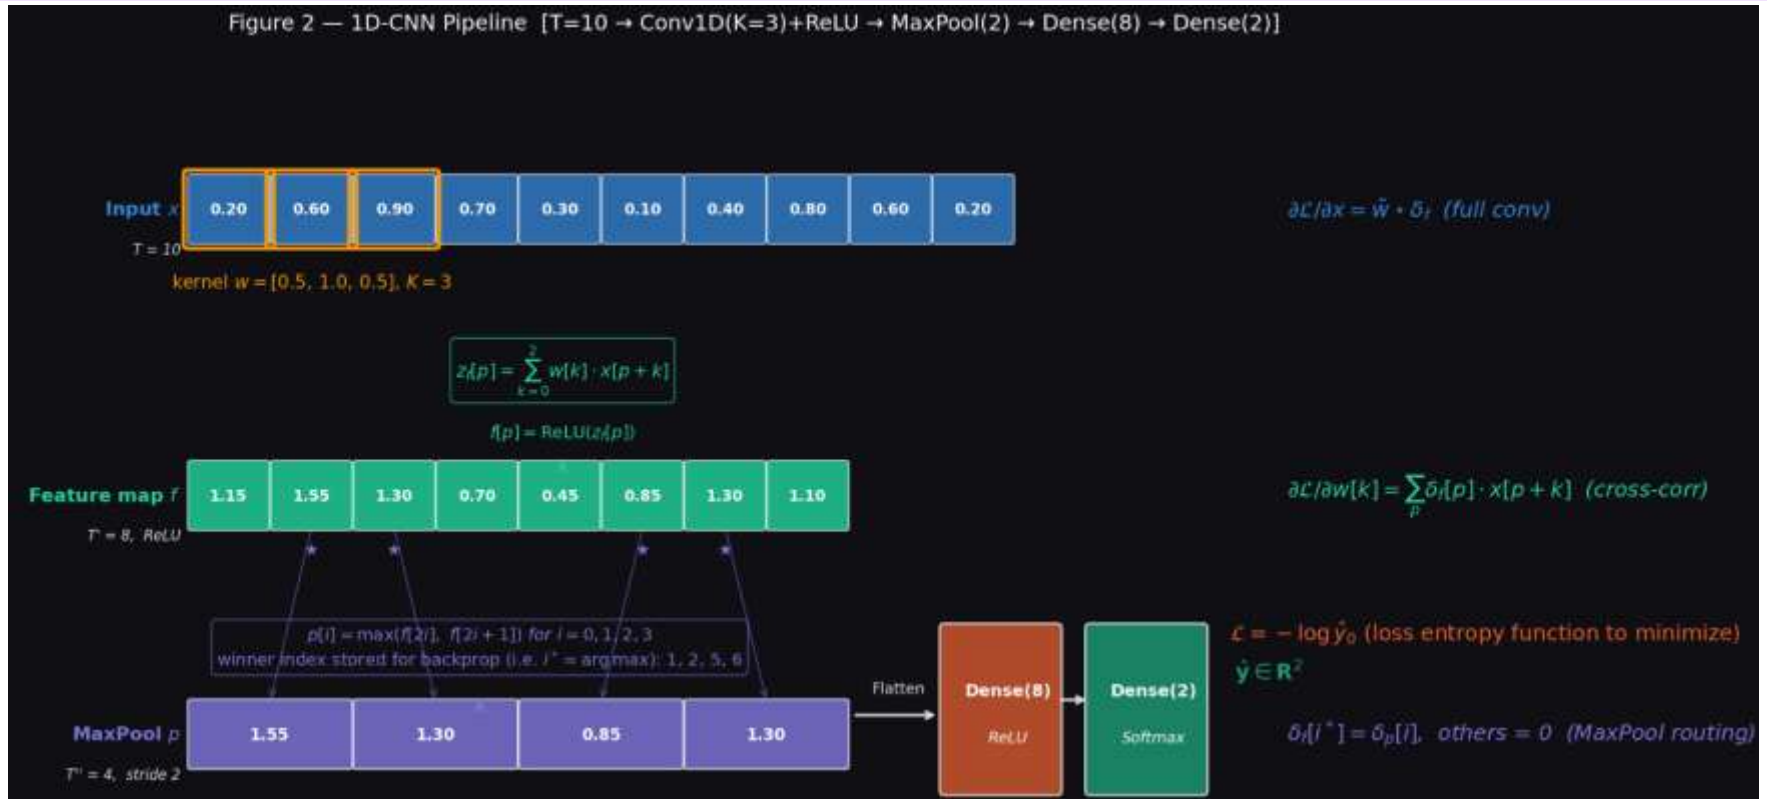 Figure 2 — 1D-CNN Pipeline [T=10 → Conv1D(K=3)+ReLU → MaxPool(2) → Dense(8) → Dense(2)]
Input x 0.20 0.60 0.90 0.70 0.30 0.10 0.40 0.80 0.60 0.20 ∂ℒ/∂x = w̃ * δ_f (full conv)
T = 10
kernel w = [0.5, 1.0, 0.5], K = 3
z_f[p] = ∑_{k=0}^{2} w[k] · x[p + k]
f[p] = ReLU(z_f[p])
Feature map f 1.15 1.55 1.30 0.70 0.45 0.85 1.30 1.10 ∂ℒ/∂w[k] = ∑_p δ_f[p] · x[p + k] (cross-corr)
T' = 8, ReLU
★ ★ ★ ★
p[i] = max(f[2i], f[2i + 1]) for i = 0, 1, 2, 3
winner index stored for backprop (i.e. i* = argmax): 1, 2, 5, 6
ℒ = − log ŷ₀ (loss entropy function to minimize)
ŷ ∈ R²
Flatten
Dense(8)
ReLU
Dense(2)
Softmax
MaxPool p 1.55 1.30 0.85 1.30 δ_f[i*] = δ_p[i], others = 0 (MaxPool routing)
T'' = 4, stride 2